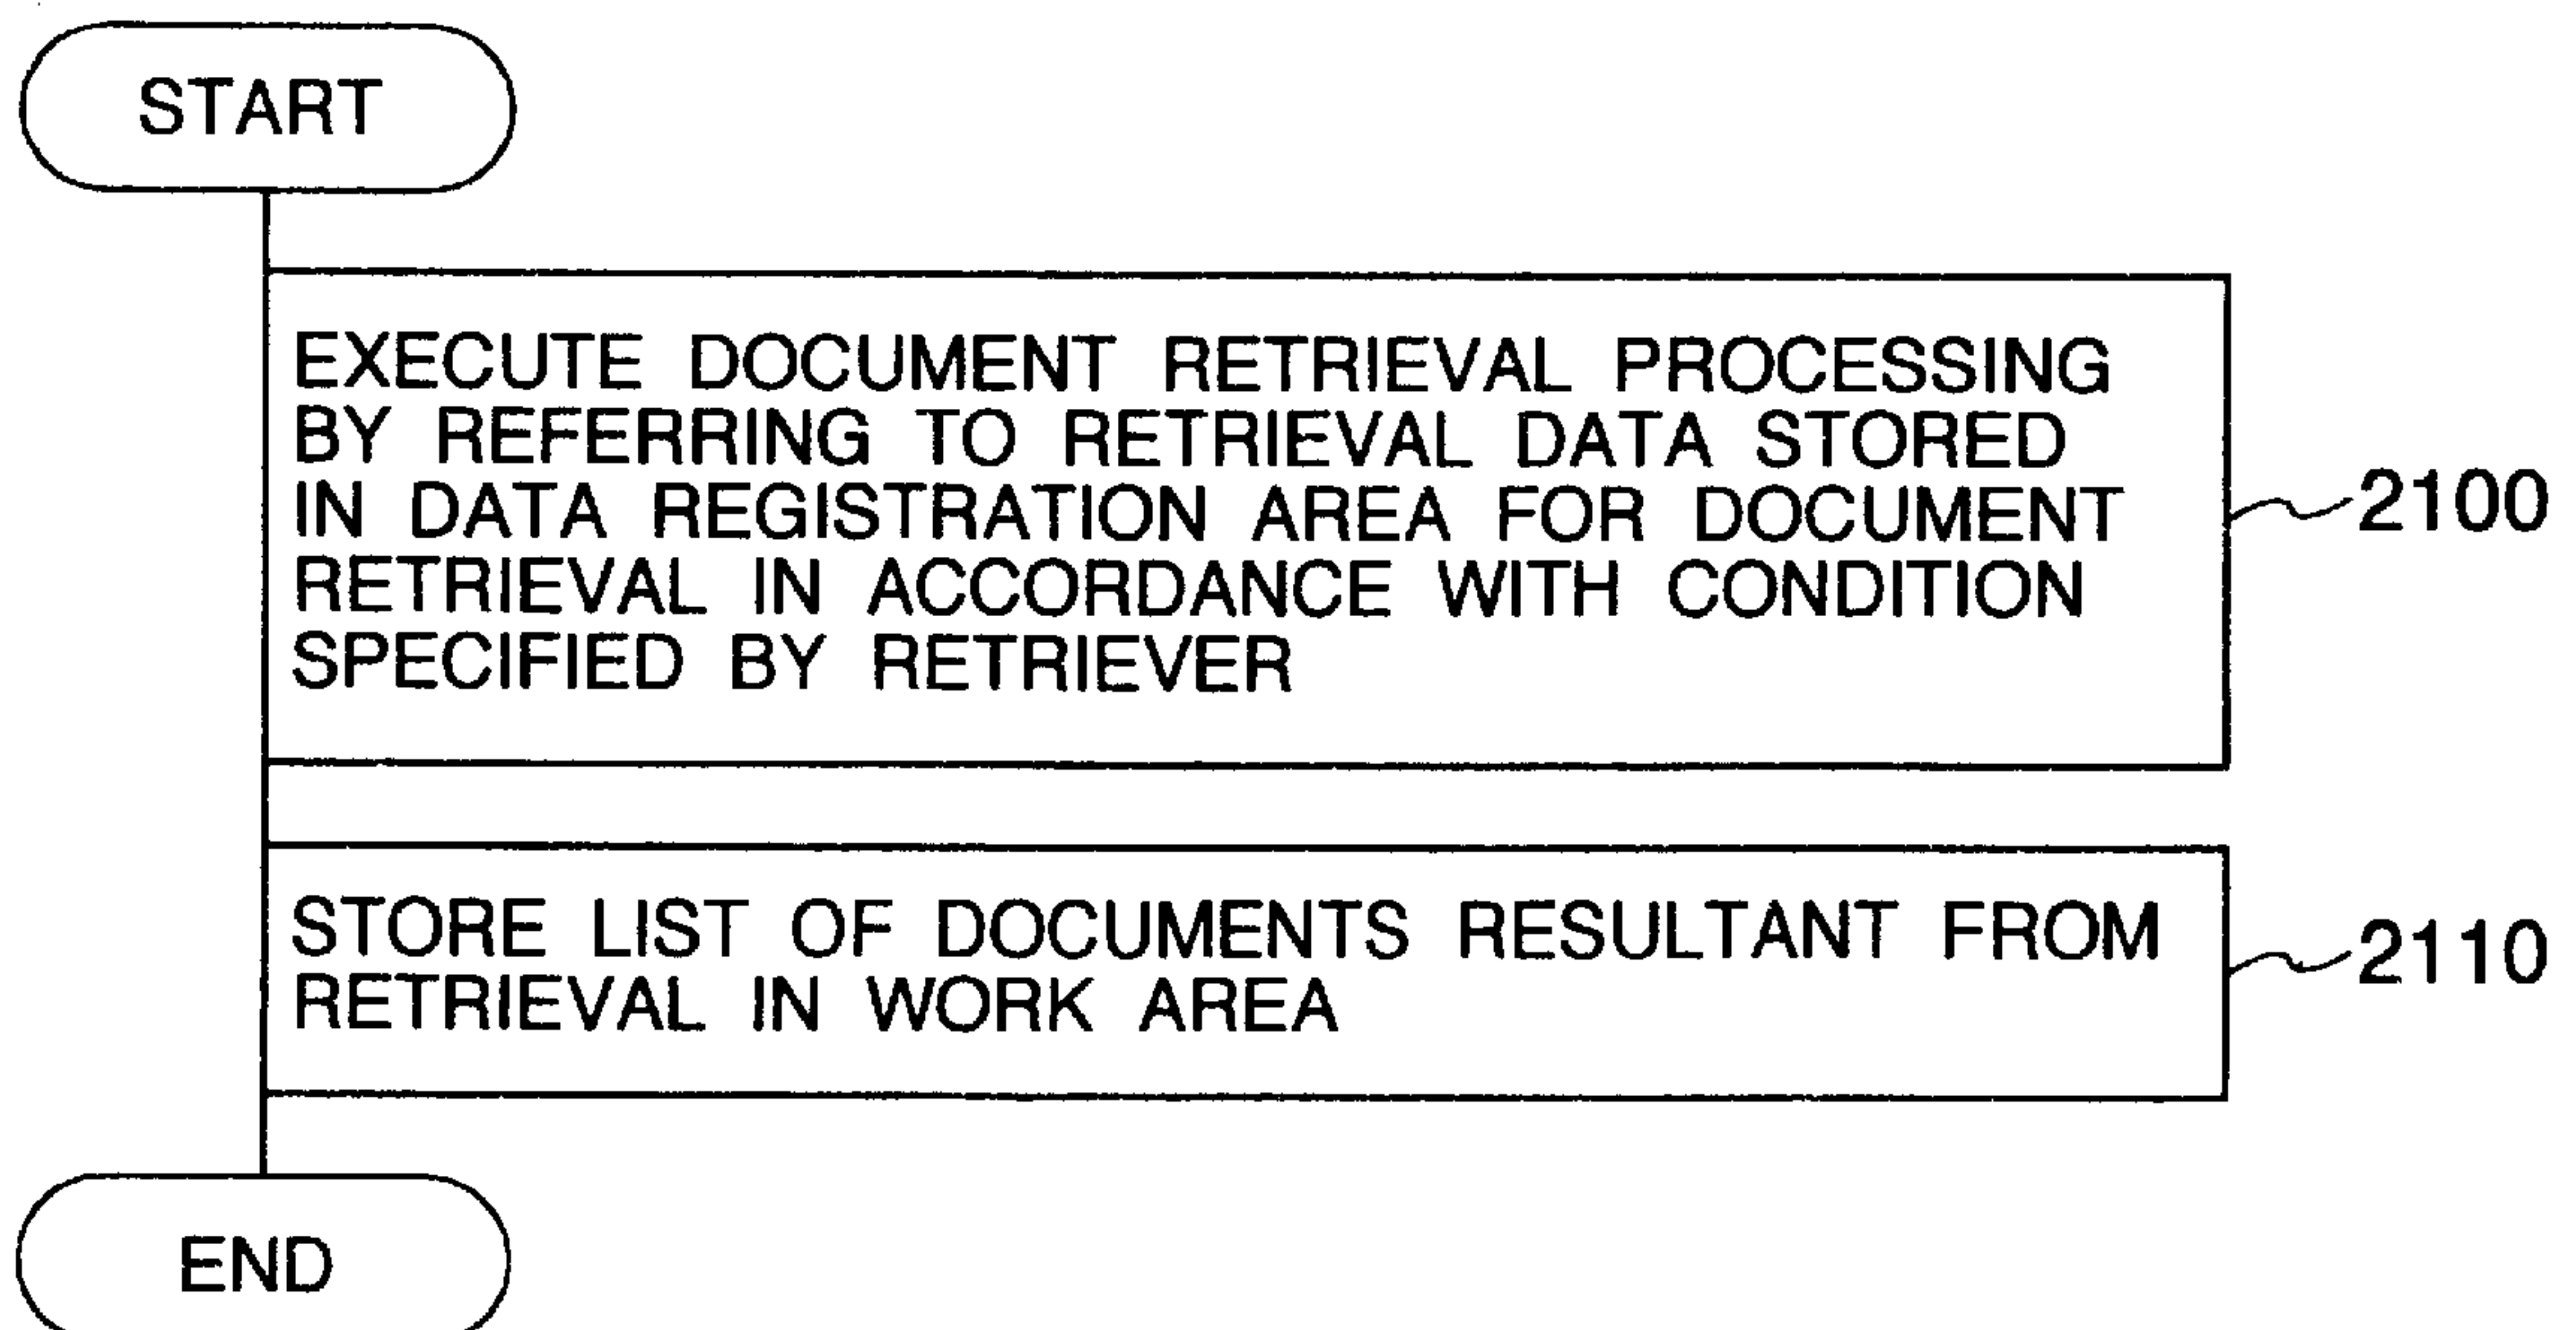 START
EXECUTE DOCUMENT RETRIEVAL PROCESSING
BY REFERRING TO RETRIEVAL DATA STORED
IN DATA REGISTRATION AREA FOR DOCUMENT
RETRIEVAL IN ACCORDANCE WITH CONDITION
SPECIFIED BY RETRIEVER
2100
STORE LIST OF DOCUMENTS RESULTANT FROM
RETRIEVAL IN WORK AREA
2110
END